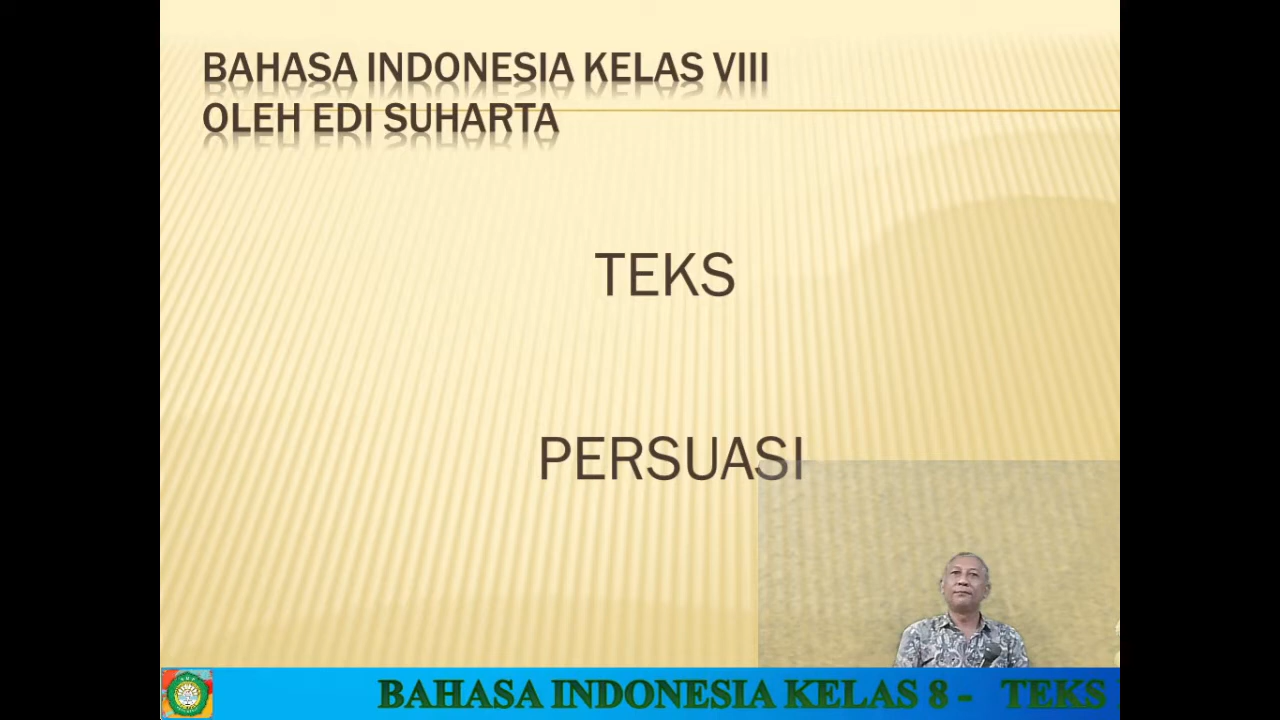 BAHASA INDONESIA KELAS VIII
OLEH EDI SUHARTA
TEKS
PERSUASI
BAHASA INDONESIA KELAS 8 - TEKS